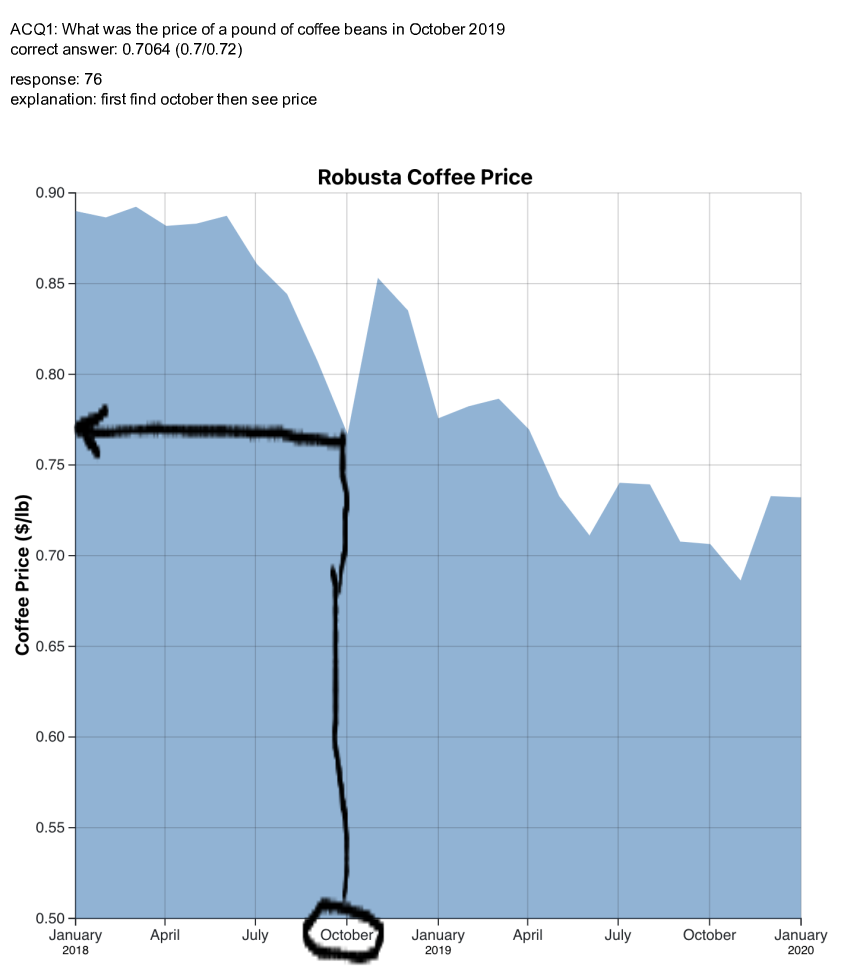 ACQ1: What was the price of a pound of coffee beans in October 2019
correct answer: 0.7064 (0.7/0.72)
response: 76
explanation: first find october then see price
Robusta Coffee Price
0.90
0.85
0.80
0.75
0.70
0.65
0.60
0.55
0.50
Coffee Price ($/lb)
January April July October January April July October January
2018 2019 2020